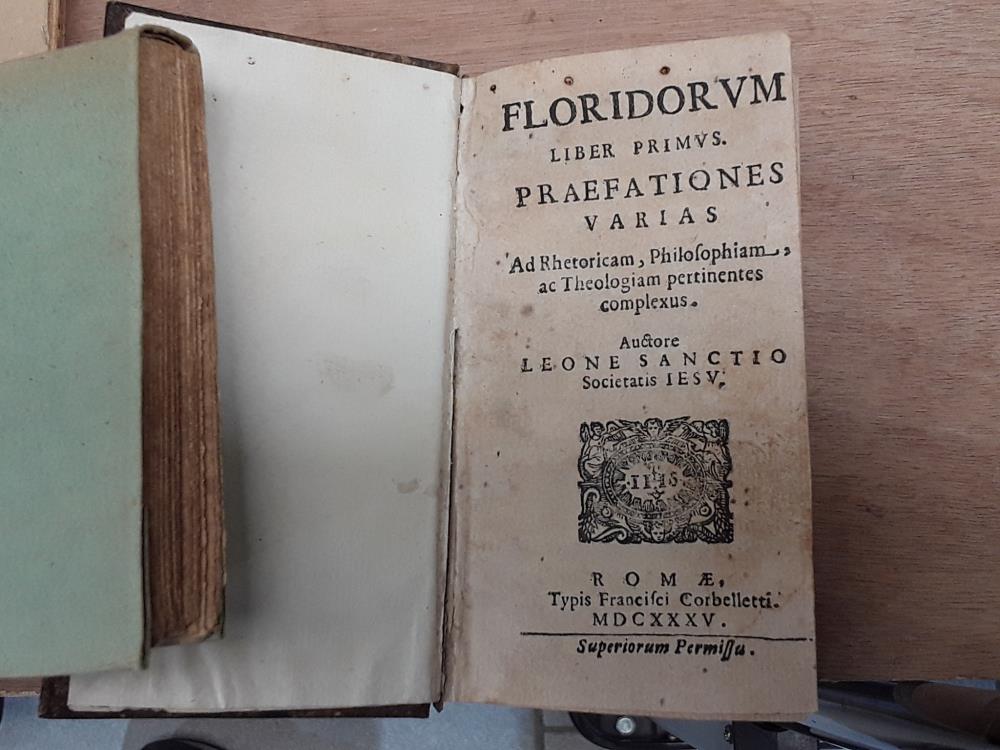 FLORIDORVM
LIBER PRIMVS.
PRAEFATIONES
VARIAS
Ad Rhetoricam, Philoſophiam,
ac Theologiam pertinentes
complexus.
Auctore
LEONE SANCTIO
Societatis IESV.
IHS
ROMÆ,
Typis Franciſci Corbelletti.
MDCXXXV.
Superiorum Permiſſu.